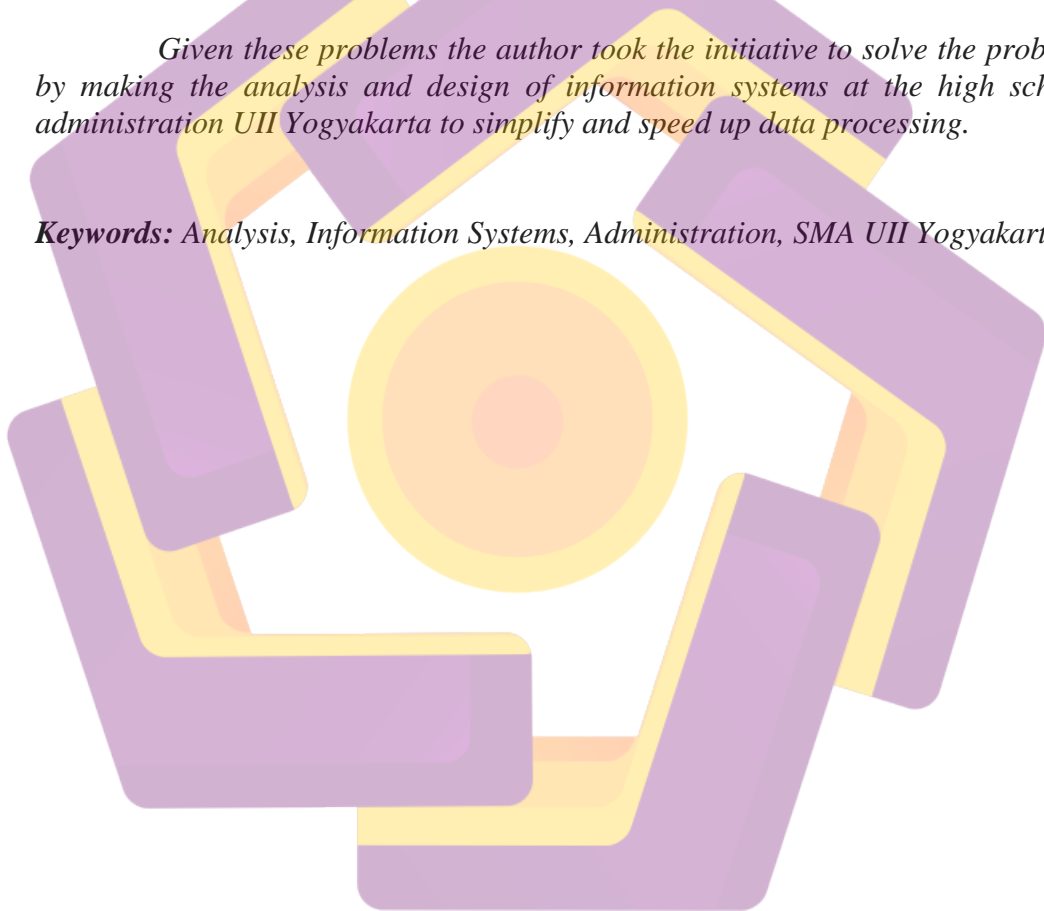 Given these problems the author took the initiative to solve the prob
by making the analysis and design of information systems at the high sch
administration UII Yogyakarta to simplify and speed up data processing.
Keywords: Analysis, Information Systems, Administration, SMA UII Yogyakart